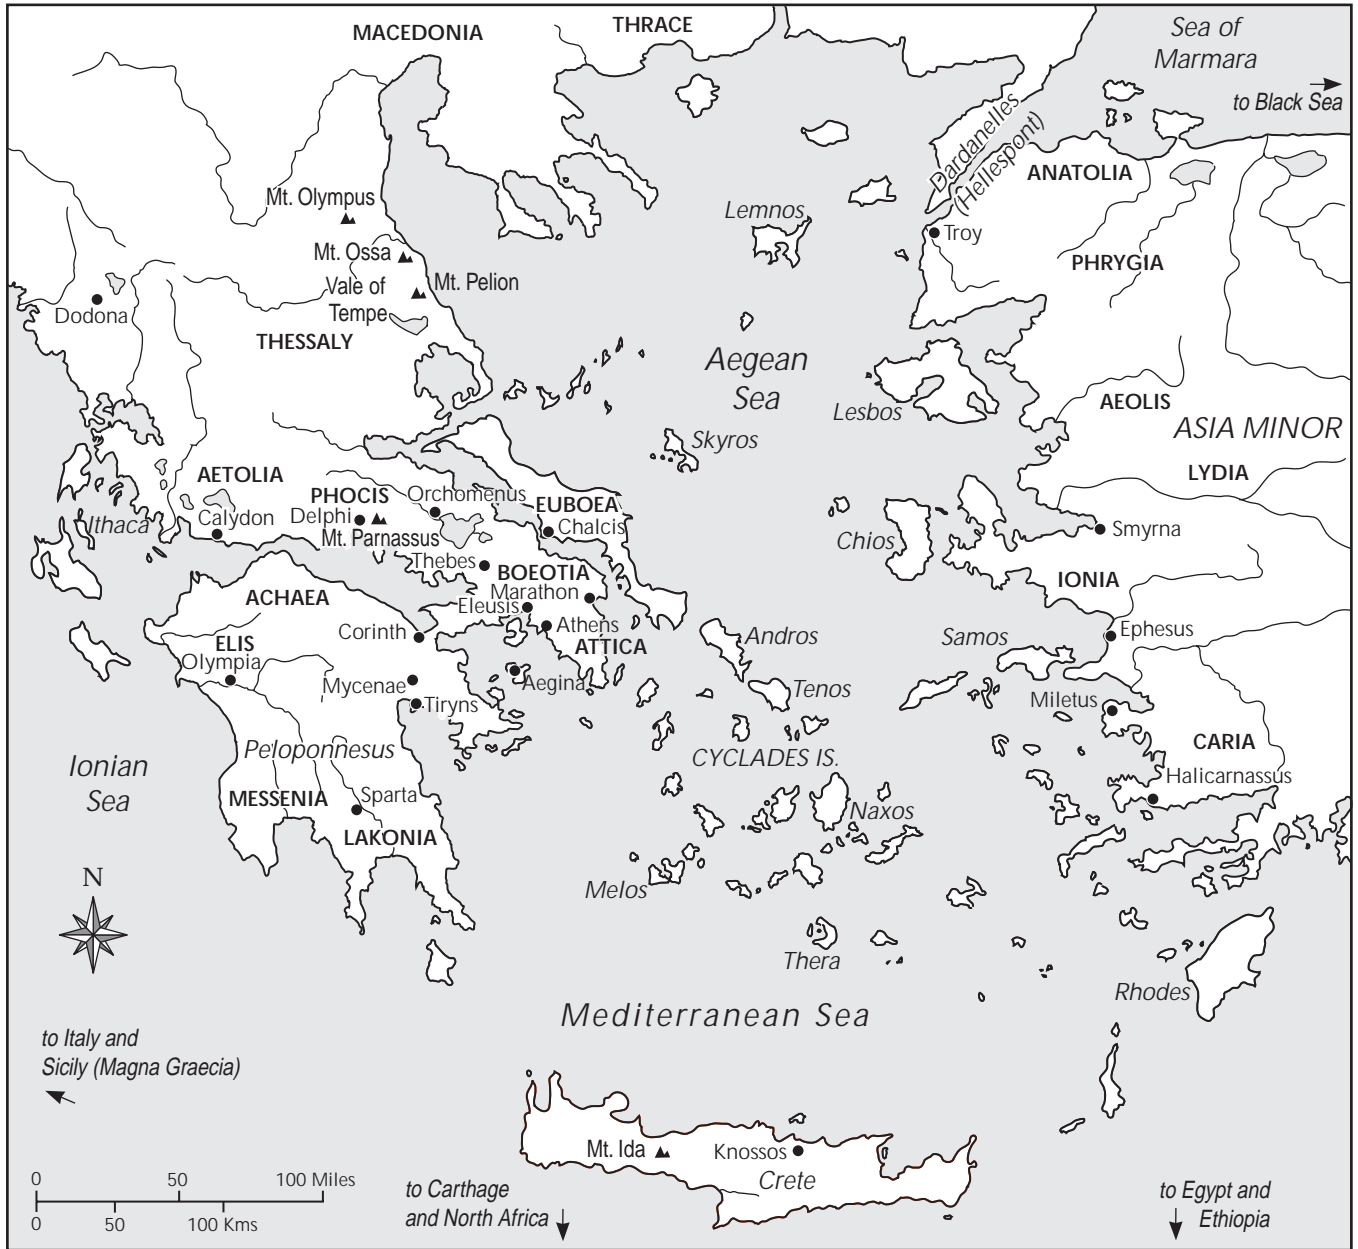 MACEDONIA
THRACE
Sea of
Marmara
to Black Sea
Dardanelles
(Hellespont)
ANATOLIA
Mt. Olympus
Lemnos
Troy
Mt. Ossa
PHRYGIA
Mt. Pelion
Vale of
Tempe
Dodona
THESSALY
Aegean
Sea
Lesbos
AEOLIS
ASIA MINOR
Skyros
LYDIA
AETOLIA
PHOCIS
Orchomenus
EUBOEA
Ithaca
Calydon
Delphi
Chalcis
Mt. Parnassus
Chios
Smyrna
Thebes
BOEOTIA
IONIA
Marathon
ACHAEA
Eleusis
Corinth
Athens
Andros
Samos
Ephesus
ELIS
ATTICA
Olympia
Mycenae
Aegina
Tenos
Tiryns
Miletus
Peloponnesus
CARIA
CYCLADES IS.
Ionian
Sea
Halicarnassus
MESSENIA
Sparta
Naxos
LAKONIA
Melos
N
Thera
Rhodes
Mediterranean Sea
to Italy and
Sicily (Magna Graecia)
Mt. Ida
Knossos
Crete
0 50 100 Miles
0 50 100 Kms
to Carthage
and North Africa
to Egypt and
Ethiopia